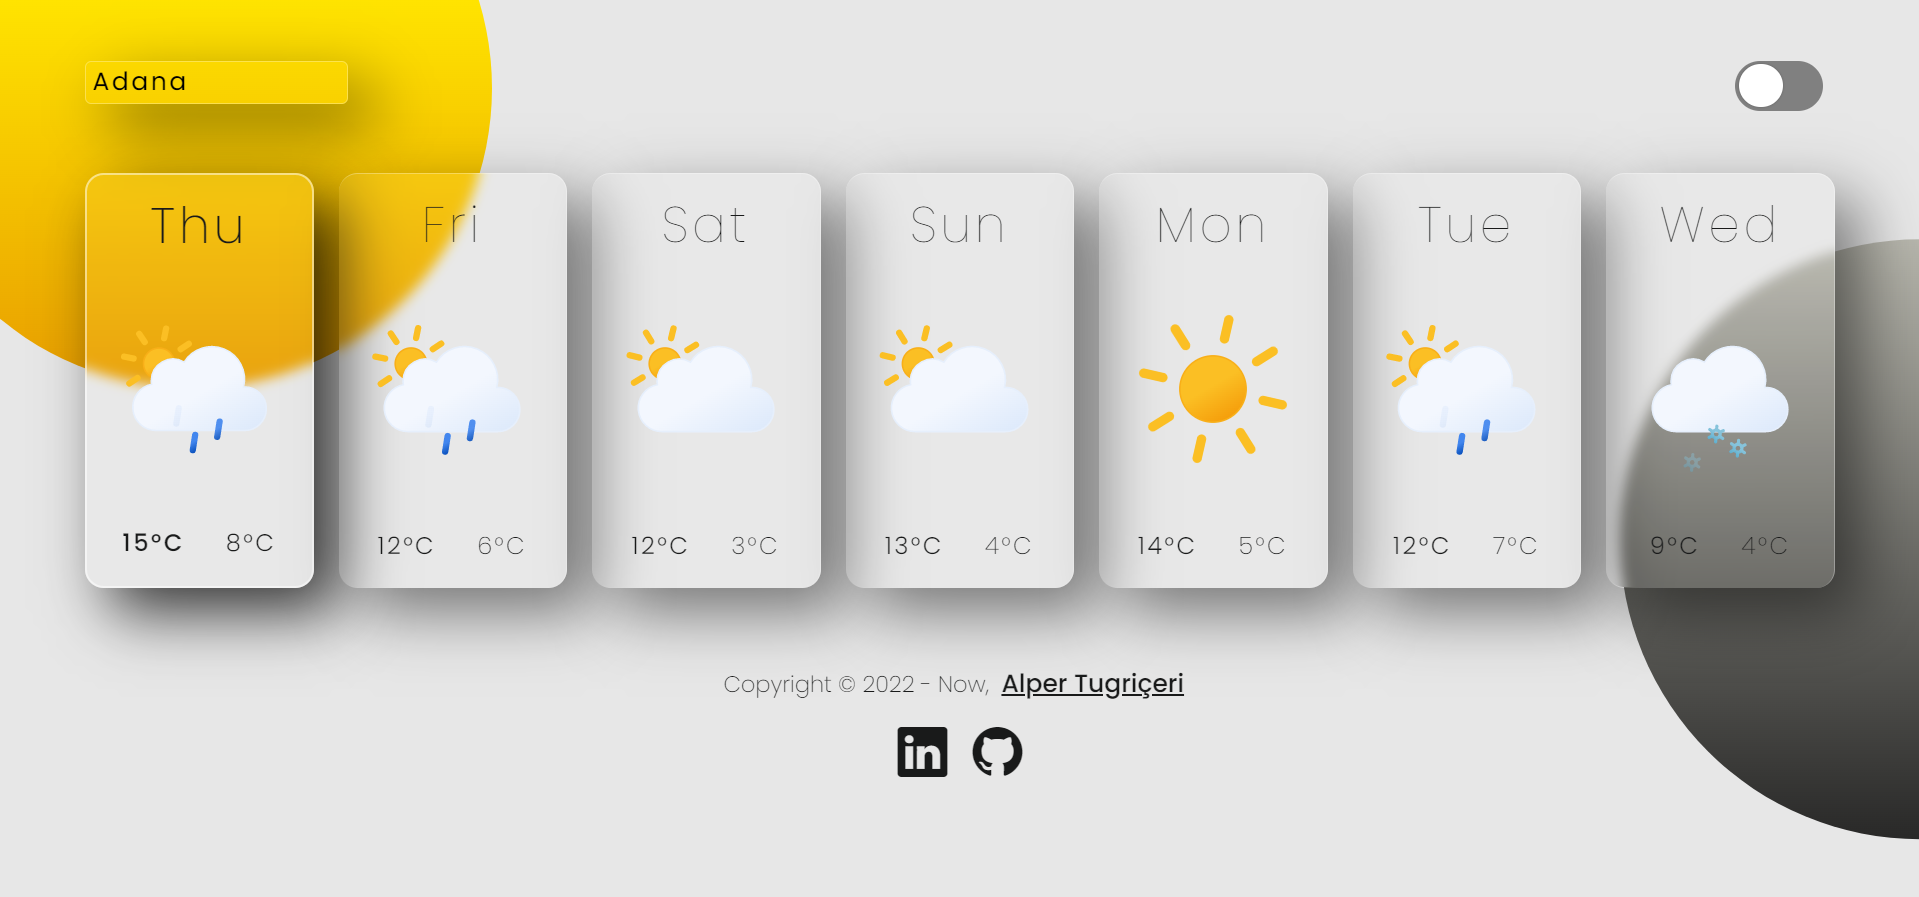 Adana
Thu Fri Sat Sun Mon Tue Wed
15°C 8°C 12°C 6°C 12°C 3°C 13°C 4°C 14°C 5°C 12°C 7°C 9°C 4°C
Copyright © 2022 - Now, Alper Tugriçeri
in